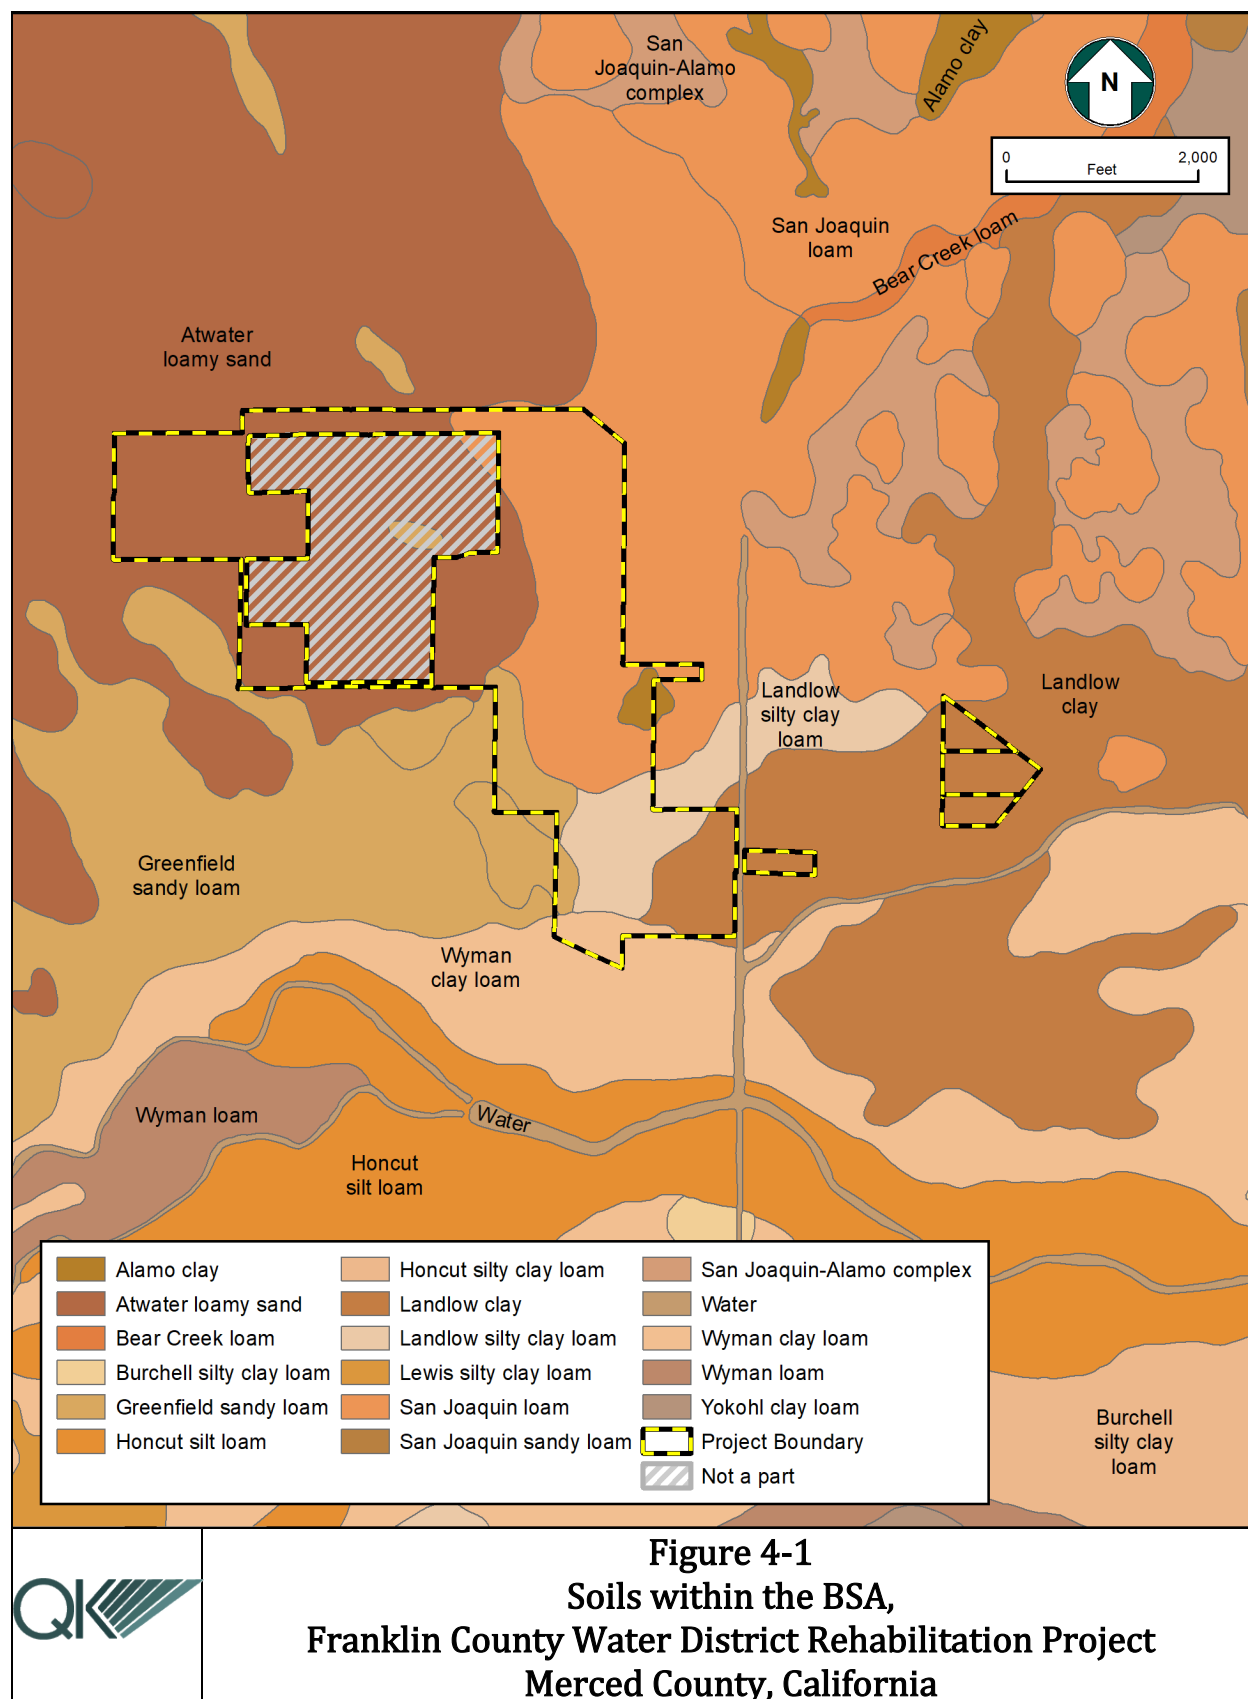 San
Joaquin-Alamo
complex
Alamo clay
N
0 2,000
Feet
San Joaquin
loam
Bear Creek loam
Atwater
loamy sand
Landlow
silty clay
loam
Landlow
clay
Greenfield
sandy loam
Wyman
clay loam
Wyman loam
Water
Honcut
silt loam
Alamo clay
Atwater loamy sand
Bear Creek loam
Burchell silty clay loam
Greenfield sandy loam
Honcut silt loam
Honcut silty clay loam
Landlow clay
Landlow silty clay loam
Lewis silty clay loam
San Joaquin loam
San Joaquin sandy loam
San Joaquin-Alamo complex
Water
Wyman clay loam
Wyman loam
Yokohl clay loam
Project Boundary
Not a part
Burchell
silty clay
loam
QK
Figure 4-1
Soils within the BSA,
Franklin County Water District Rehabilitation Project
Merced County, California